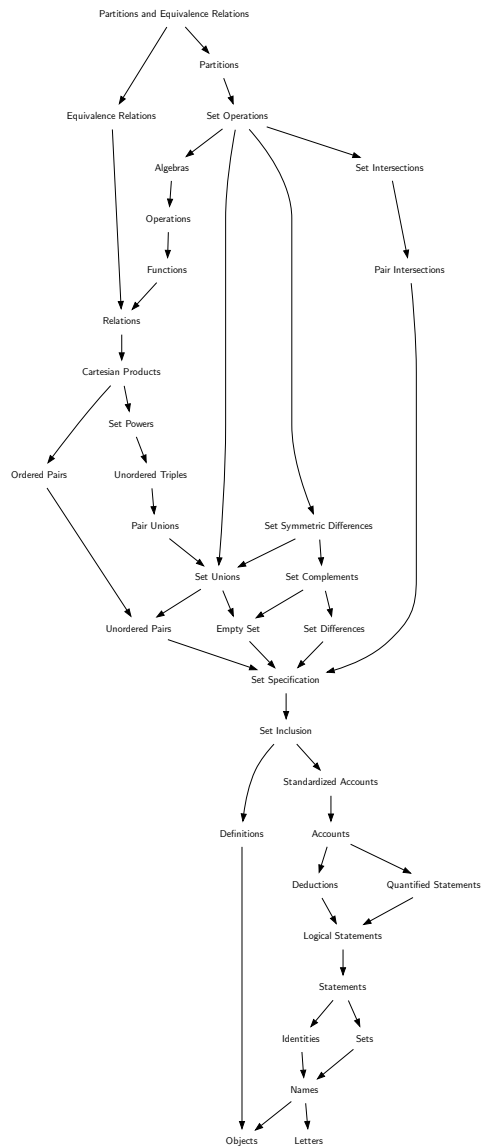 Partitions and Equivalence Relations
Partitions
Equivalence Relations
Set Operations
Algebras
Set Intersections
Operations
Functions
Pair Intersections
Relations
Cartesian Products
Set Powers
Ordered Pairs
Unordered Triples
Pair Unions
Set Symmetric Differences
Set Unions
Set Complements
Unordered Pairs
Empty Set
Set Differences
Set Specification
Set Inclusion
Standardized Accounts
Definitions
Accounts
Deductions
Quantified Statements
Logical Statements
Statements
Identities
Sets
Names
Objects
Letters